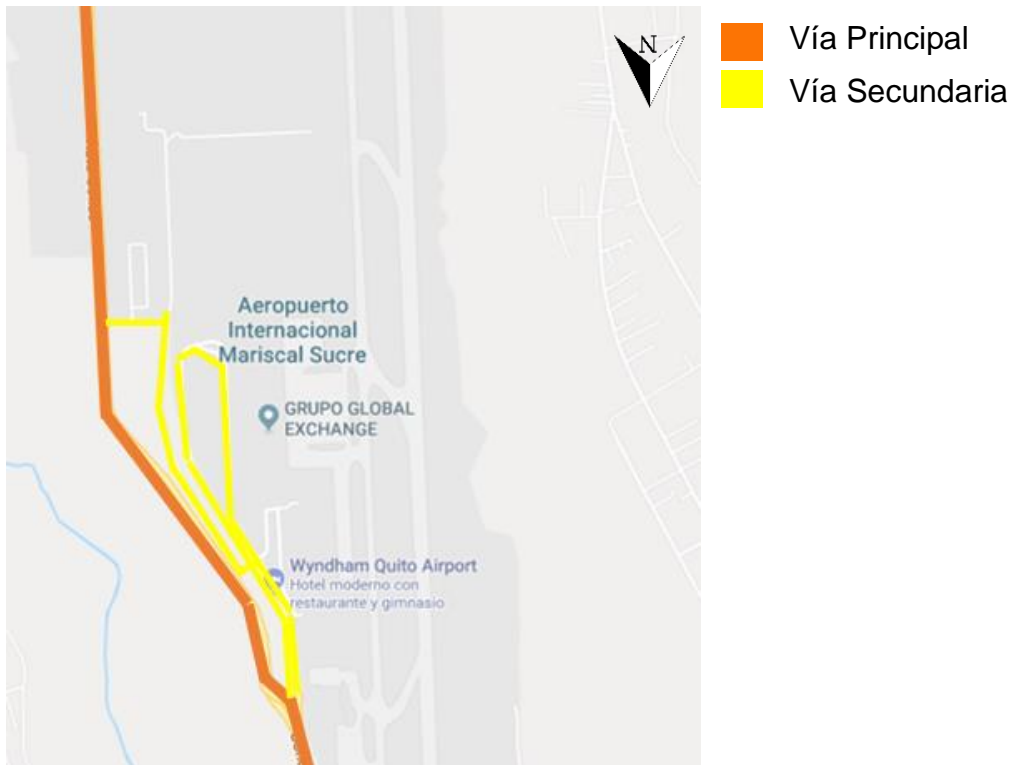 N
Vía Principal
Vía Secundaria
Aeropuerto
Internacional
Mariscal Sucre
GRUPO GLOBAL
EXCHANGE
Wyndham Quito Airport
Hotel moderno con
restaurante y gimnasio